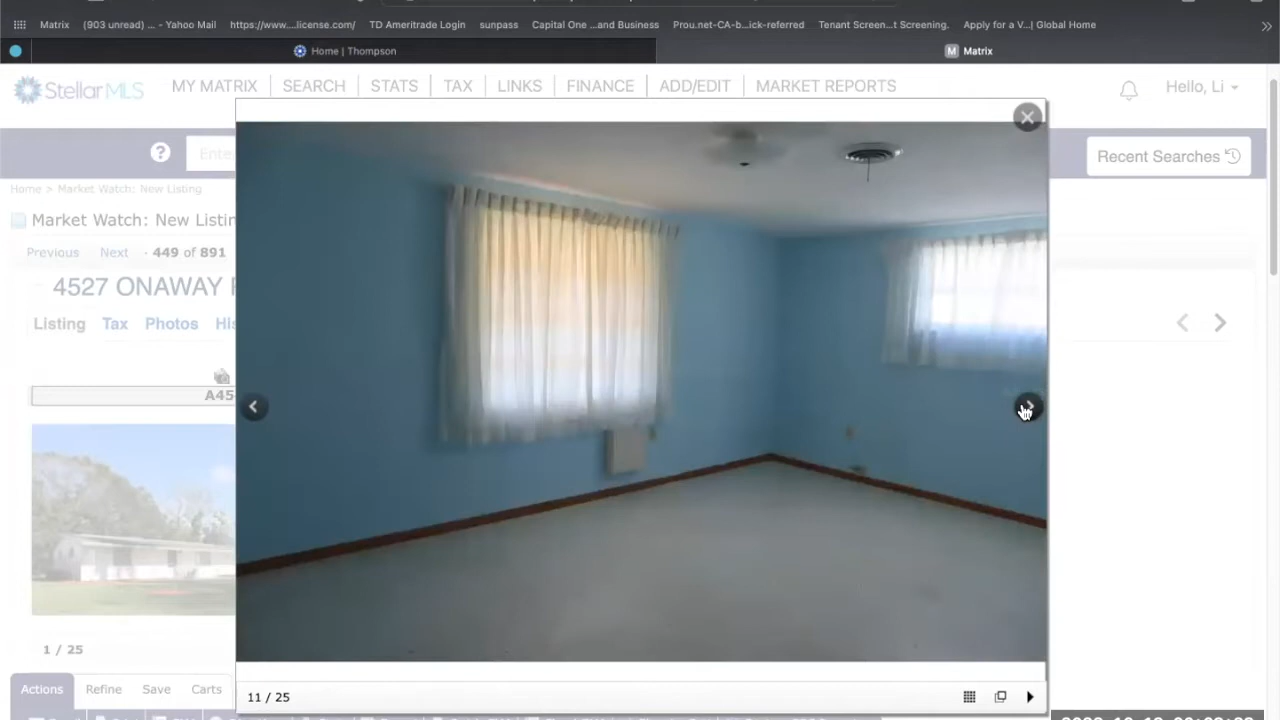 Matrix (903 unread) ... - Yahoo Mail https://www....license.com/ TD Ameritrade Login sunpass Capital One ...and Business Prou.net-CA-b...ick-referred Tenant Screen...t Screening. Apply for a V...| Global Home
Home | Thompson
M Matrix
StellarMLS MY MATRIX SEARCH STATS TAX LINKS FINANCE ADD/EDIT MARKET REPORTS Hello, Li
? Ente
Recent Searches
Home > Market Watch: New Listing
Market Watch: New Listin
Previous Next · 449 of 891
4527 ONAWAY
Listing Tax Photos His
A45
1 / 25
11 / 25
Actions Refine Save Carts